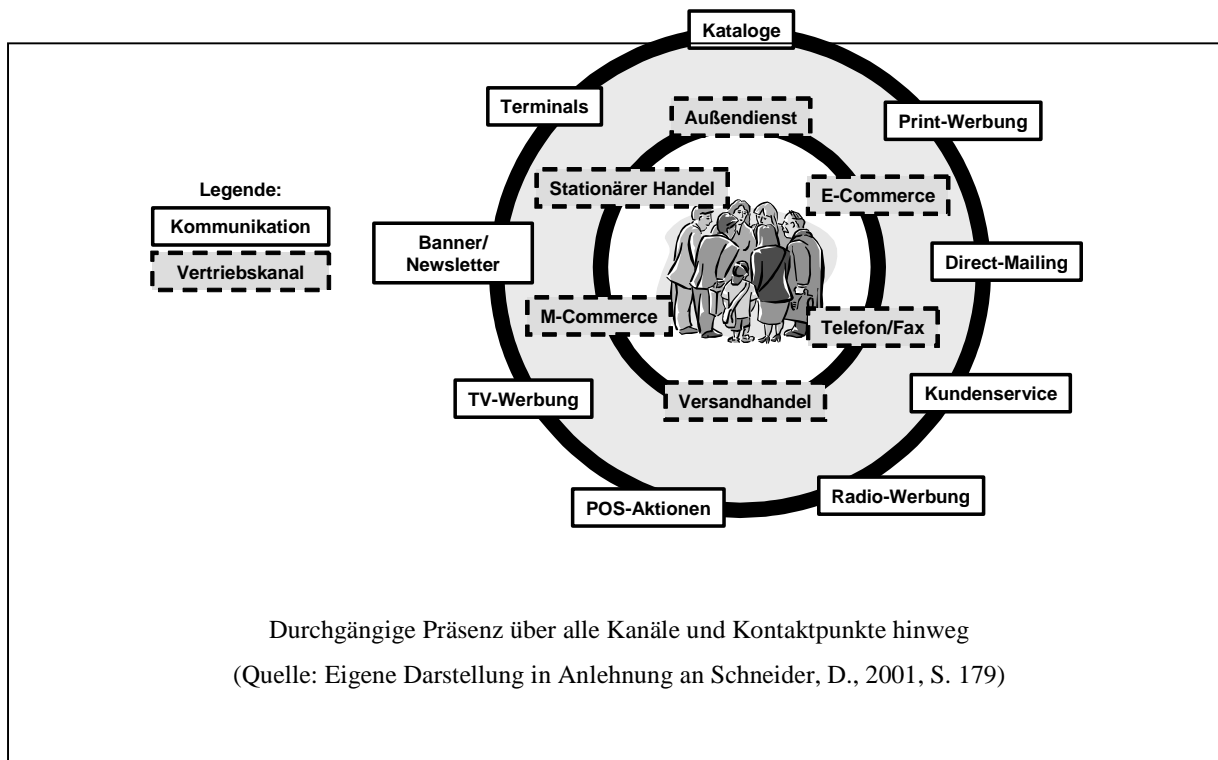 Kataloge
Terminals
Print-Werbung
Außendienst
Stationärer Handel
E-Commerce
Legende:
Kommunikation
Vertriebskanal
Banner/
Newsletter
Direct-Mailing
M-Commerce
Telefon/Fax
TV-Werbung
Versandhandel
Kundenservice
POS-Aktionen
Radio-Werbung
Durchgängige Präsenz über alle Kanäle und Kontaktpunkte hinweg
(Quelle: Eigene Darstellung in Anlehnung an Schneider, D., 2001, S. 179)